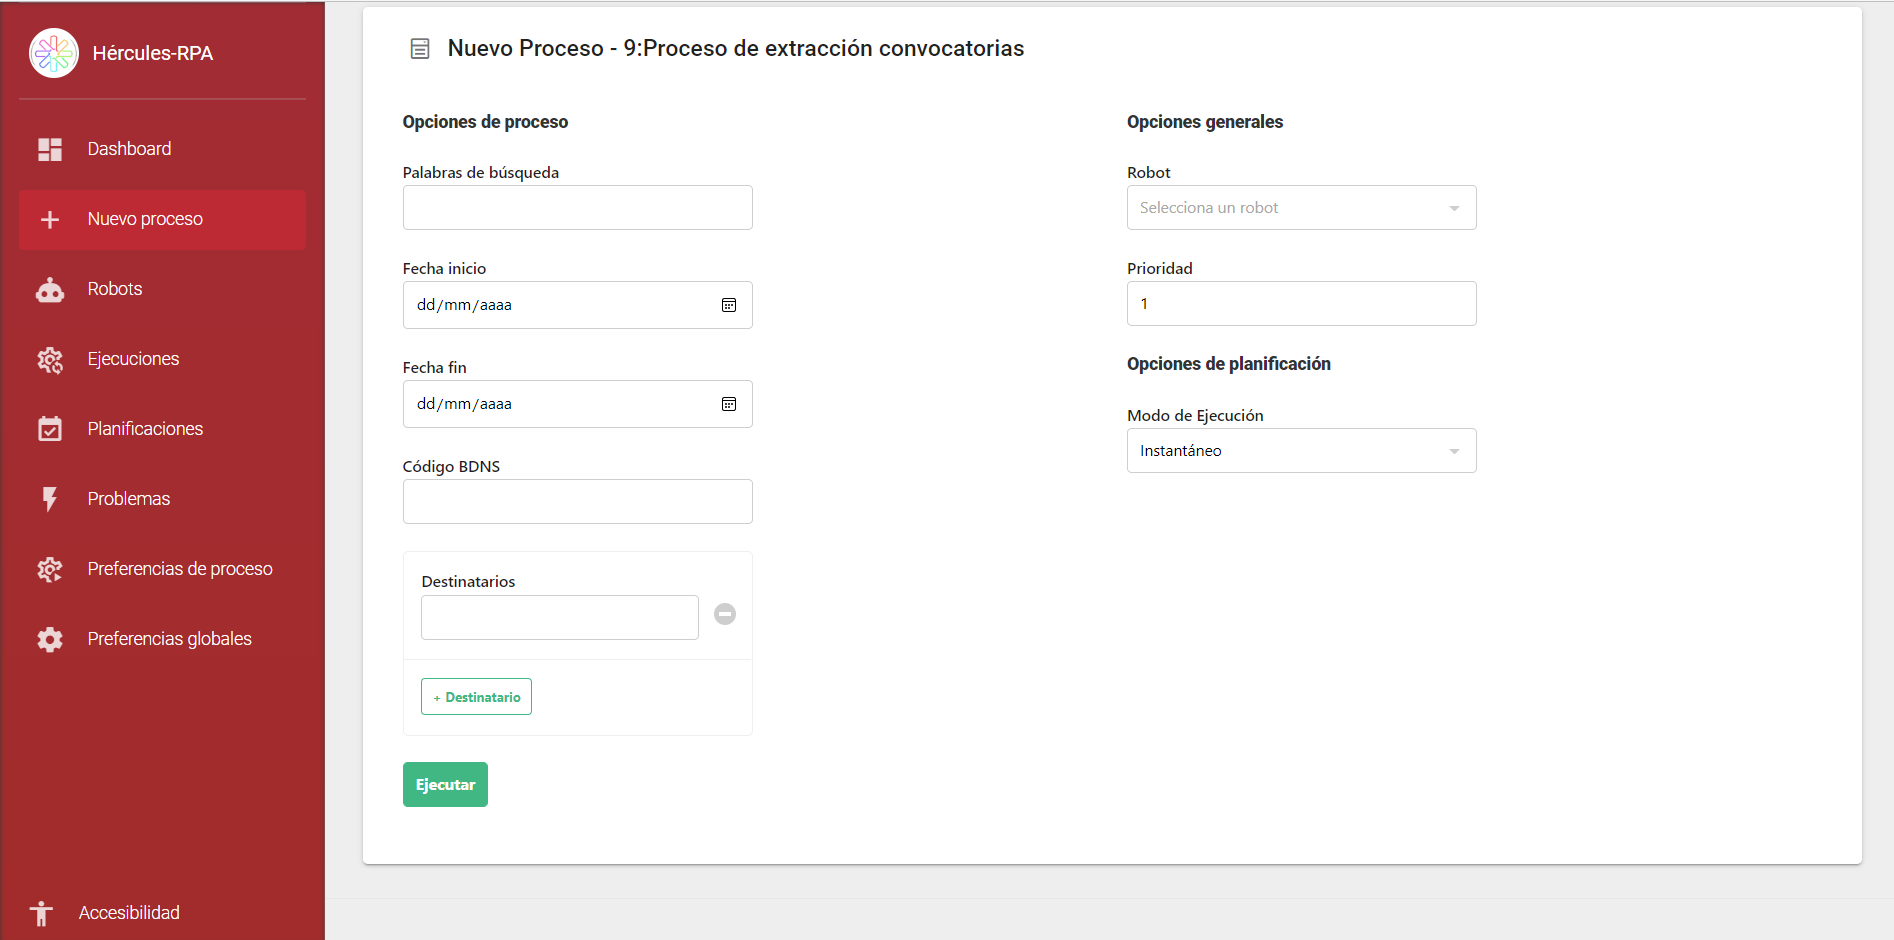 Hércules-RPA
Dashboard
Nuevo proceso
Robots
Ejecuciones
Planificaciones
Problemas
Preferencias de proceso
Preferencias globales
Accesibilidad
Nuevo Proceso - 9:Proceso de extracción convocatorias
Opciones de proceso
Palabras de búsqueda
Fecha inicio
dd/mm/aaaa
Fecha fin
dd/mm/aaaa
Código BDNS
Destinatarios
+ Destinatario
Ejecutar
Opciones generales
Robot
Selecciona un robot
Prioridad
1
Opciones de planificación
Modo de Ejecución
Instantáneo